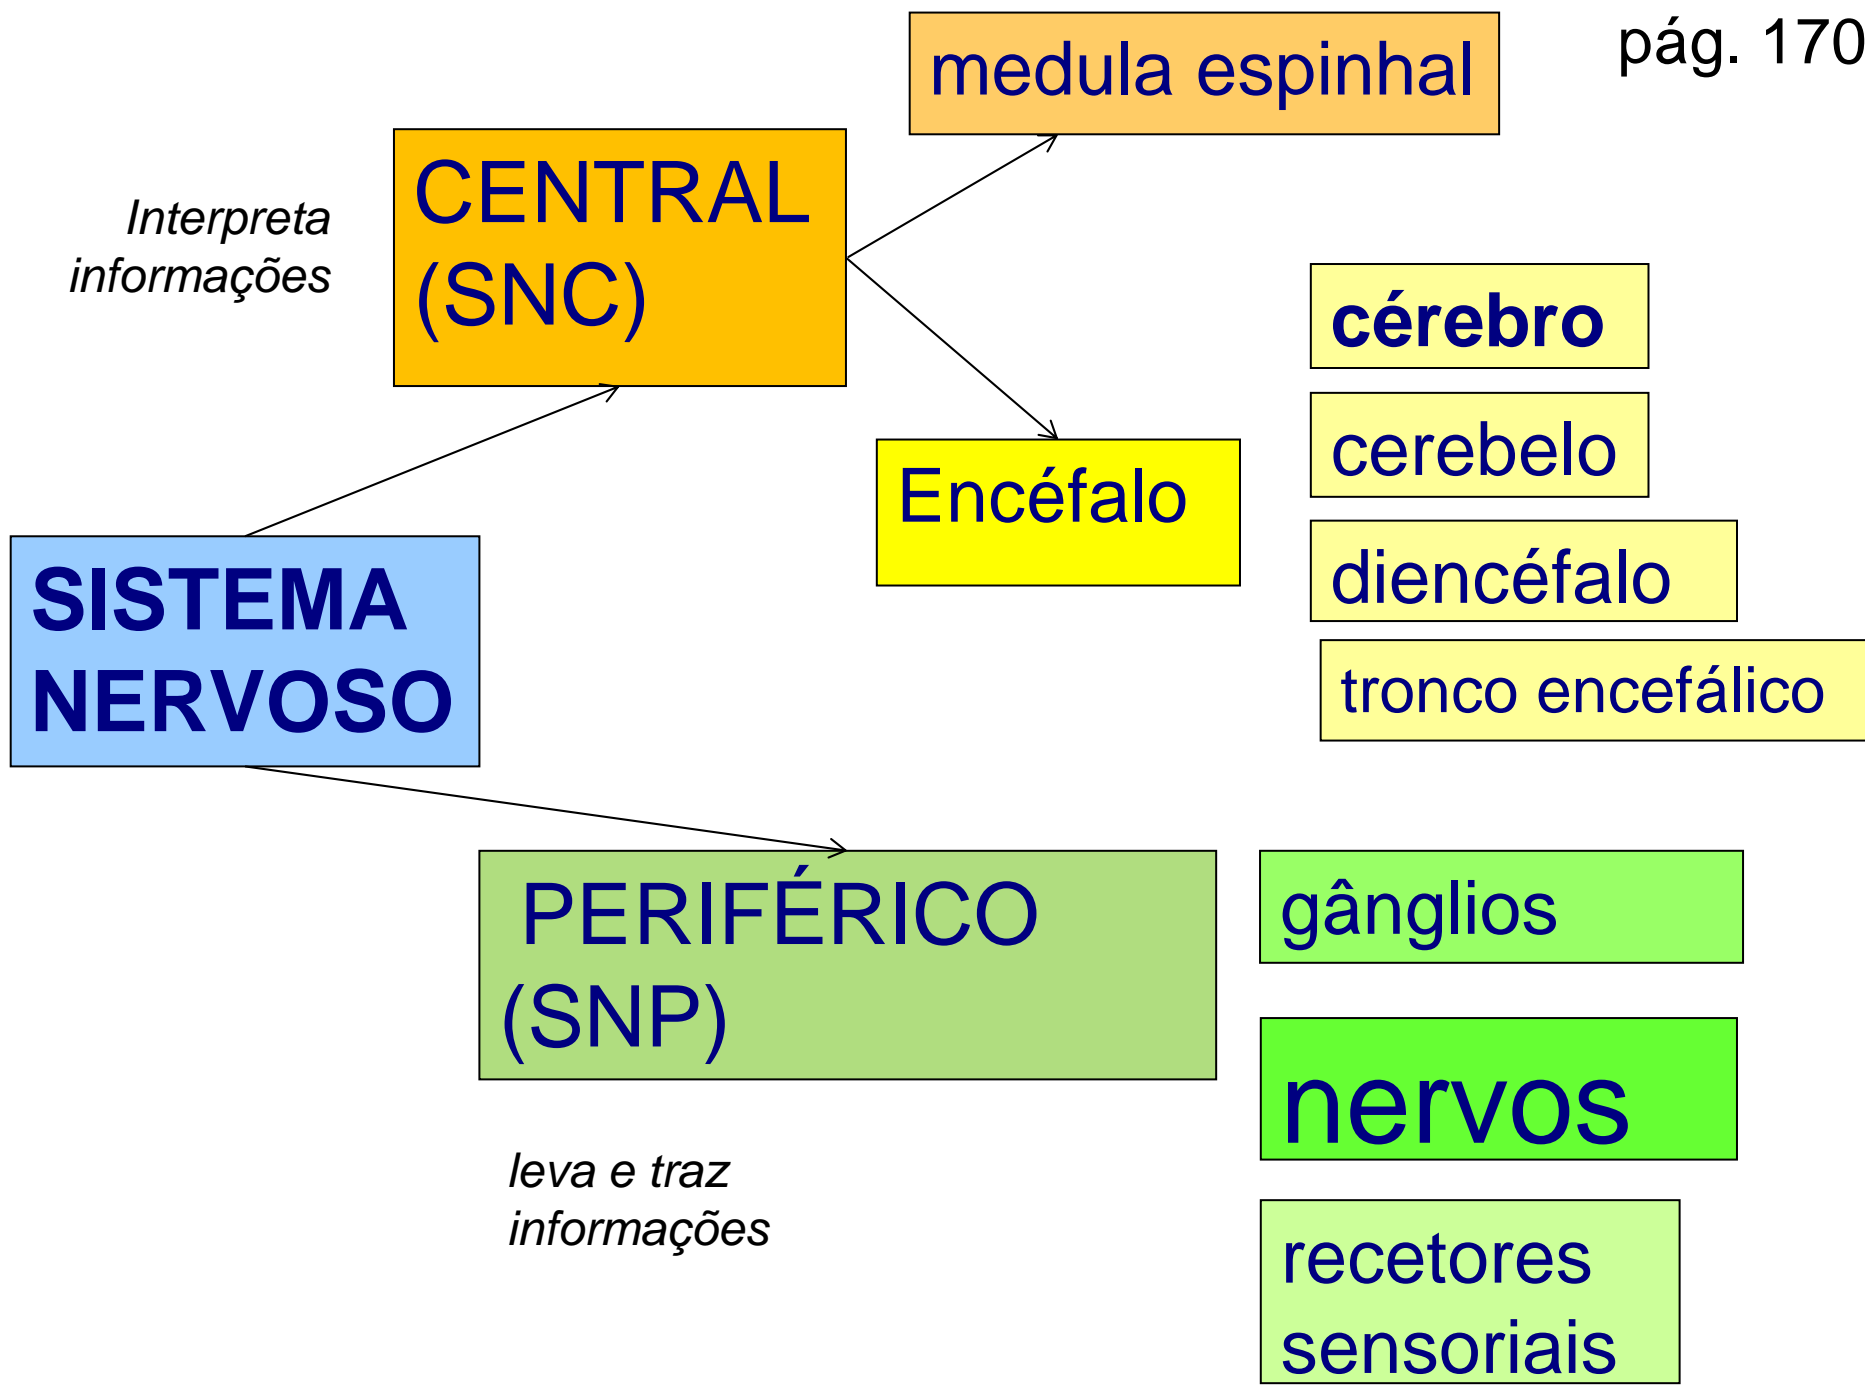 pág. 170
medula espinhal
CENTRAL
(SNC)
Interpreta
informações
cérebro
cerebelo
Encéfalo
diencéfalo
tronco encefálico
SISTEMA
NERVOSO
PERIFÉRICO
(SNP)
gânglios
nervos
leva e traz
informações
recetores
sensoriais